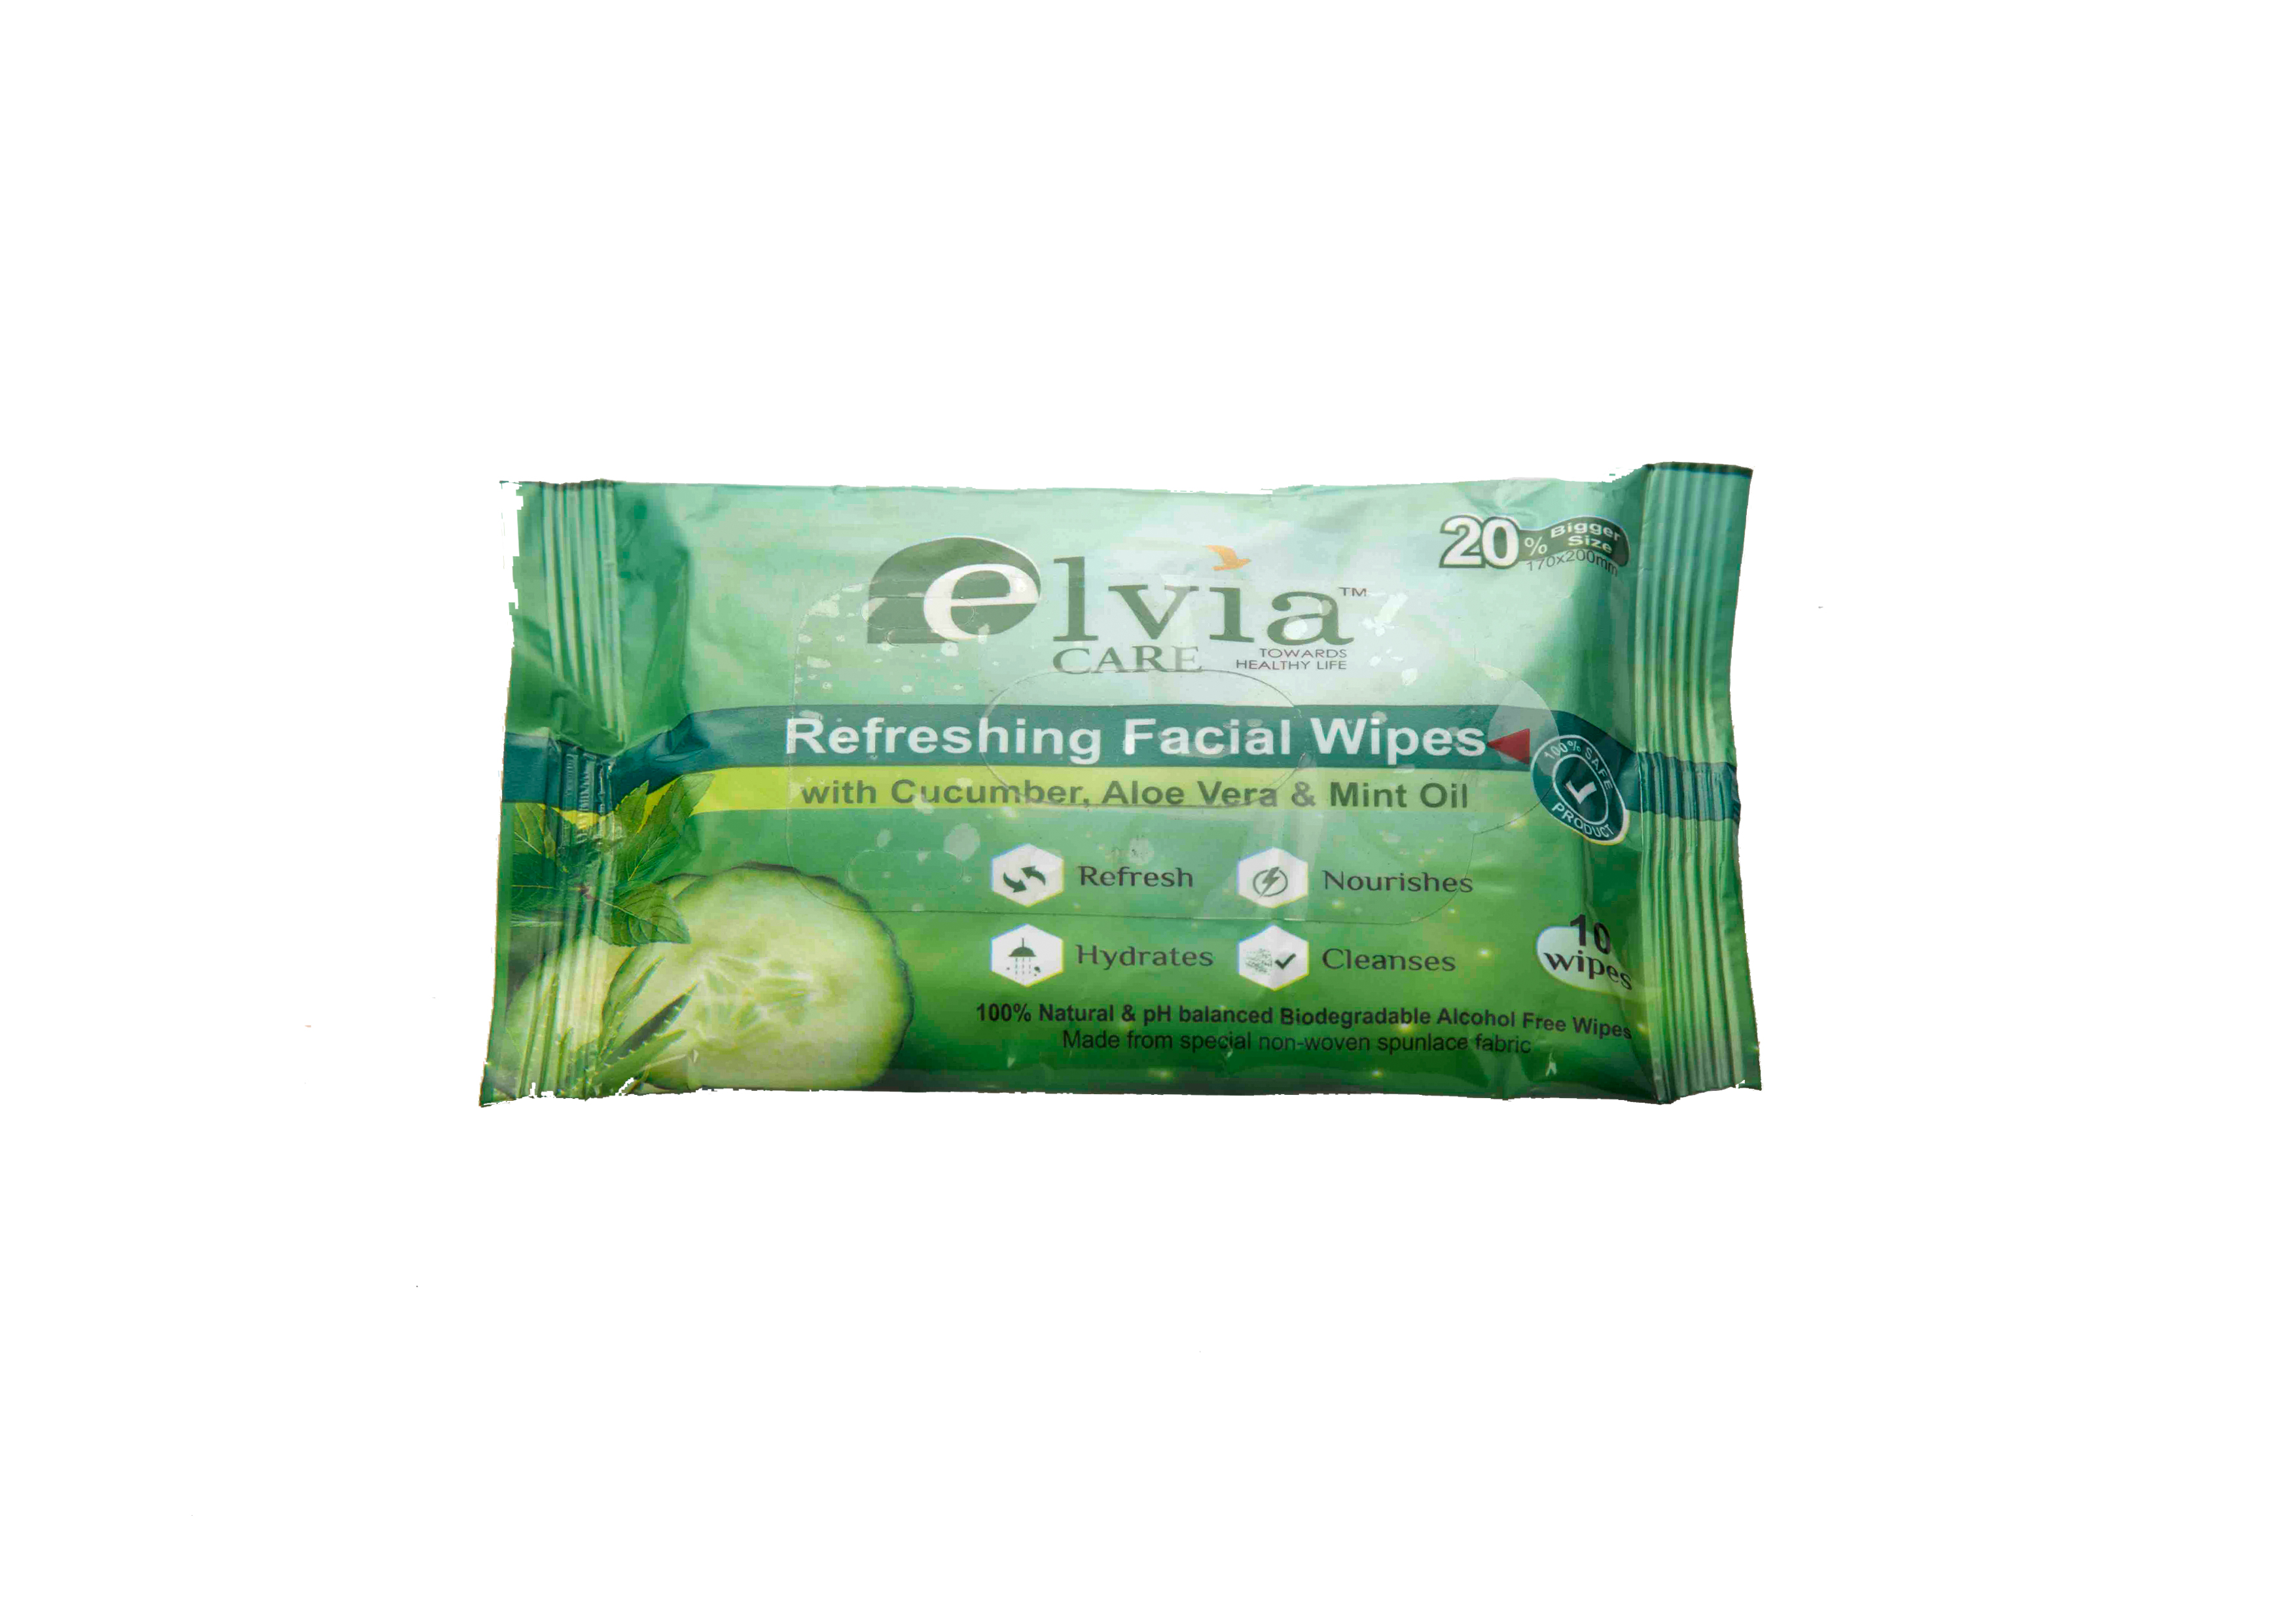 20% Bigger
Size
170x200mm
elvia™
CARE
TOWARDS
HEALTHY LIFE
Refreshing Facial Wipes
with Cucumber, Aloe Vera & Mint Oil
100% SAFE
PRODUCT
Refresh
Nourishes
Hydrates
Cleanses
10
wipes
100% Natural & pH balanced Biodegradable Alcohol Free Wipes
Made from special non-woven spunlace fabric